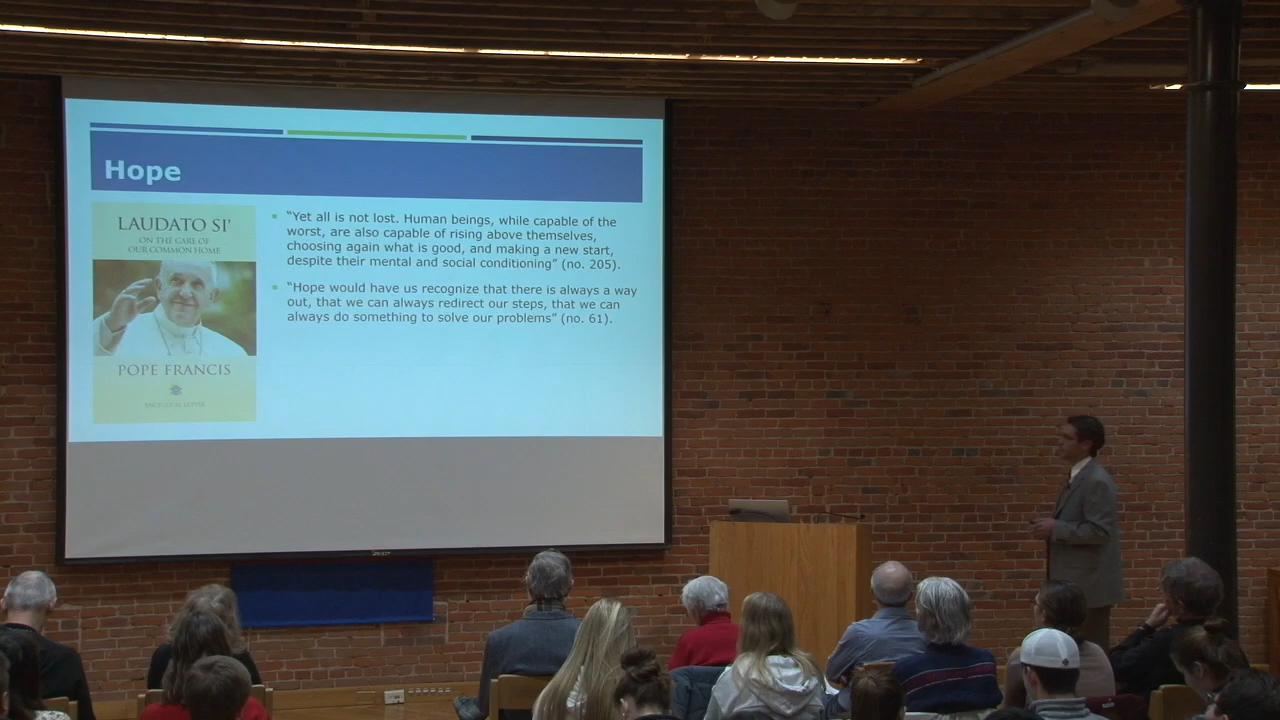 Hope
LAUDATO SI'
ON THE CARE OF
OUR COMMON HOME
POPE FRANCIS
ENCYCLICAL LETTER
“Yet all is not lost. Human beings, while capable of the
worst, are also capable of rising above themselves,
choosing again what is good, and making a new start,
despite their mental and social conditioning” (no. 205).
“Hope would have us recognize that there is always a way
out, that we can always redirect our steps, that we can
always do something to solve our problems” (no. 61).